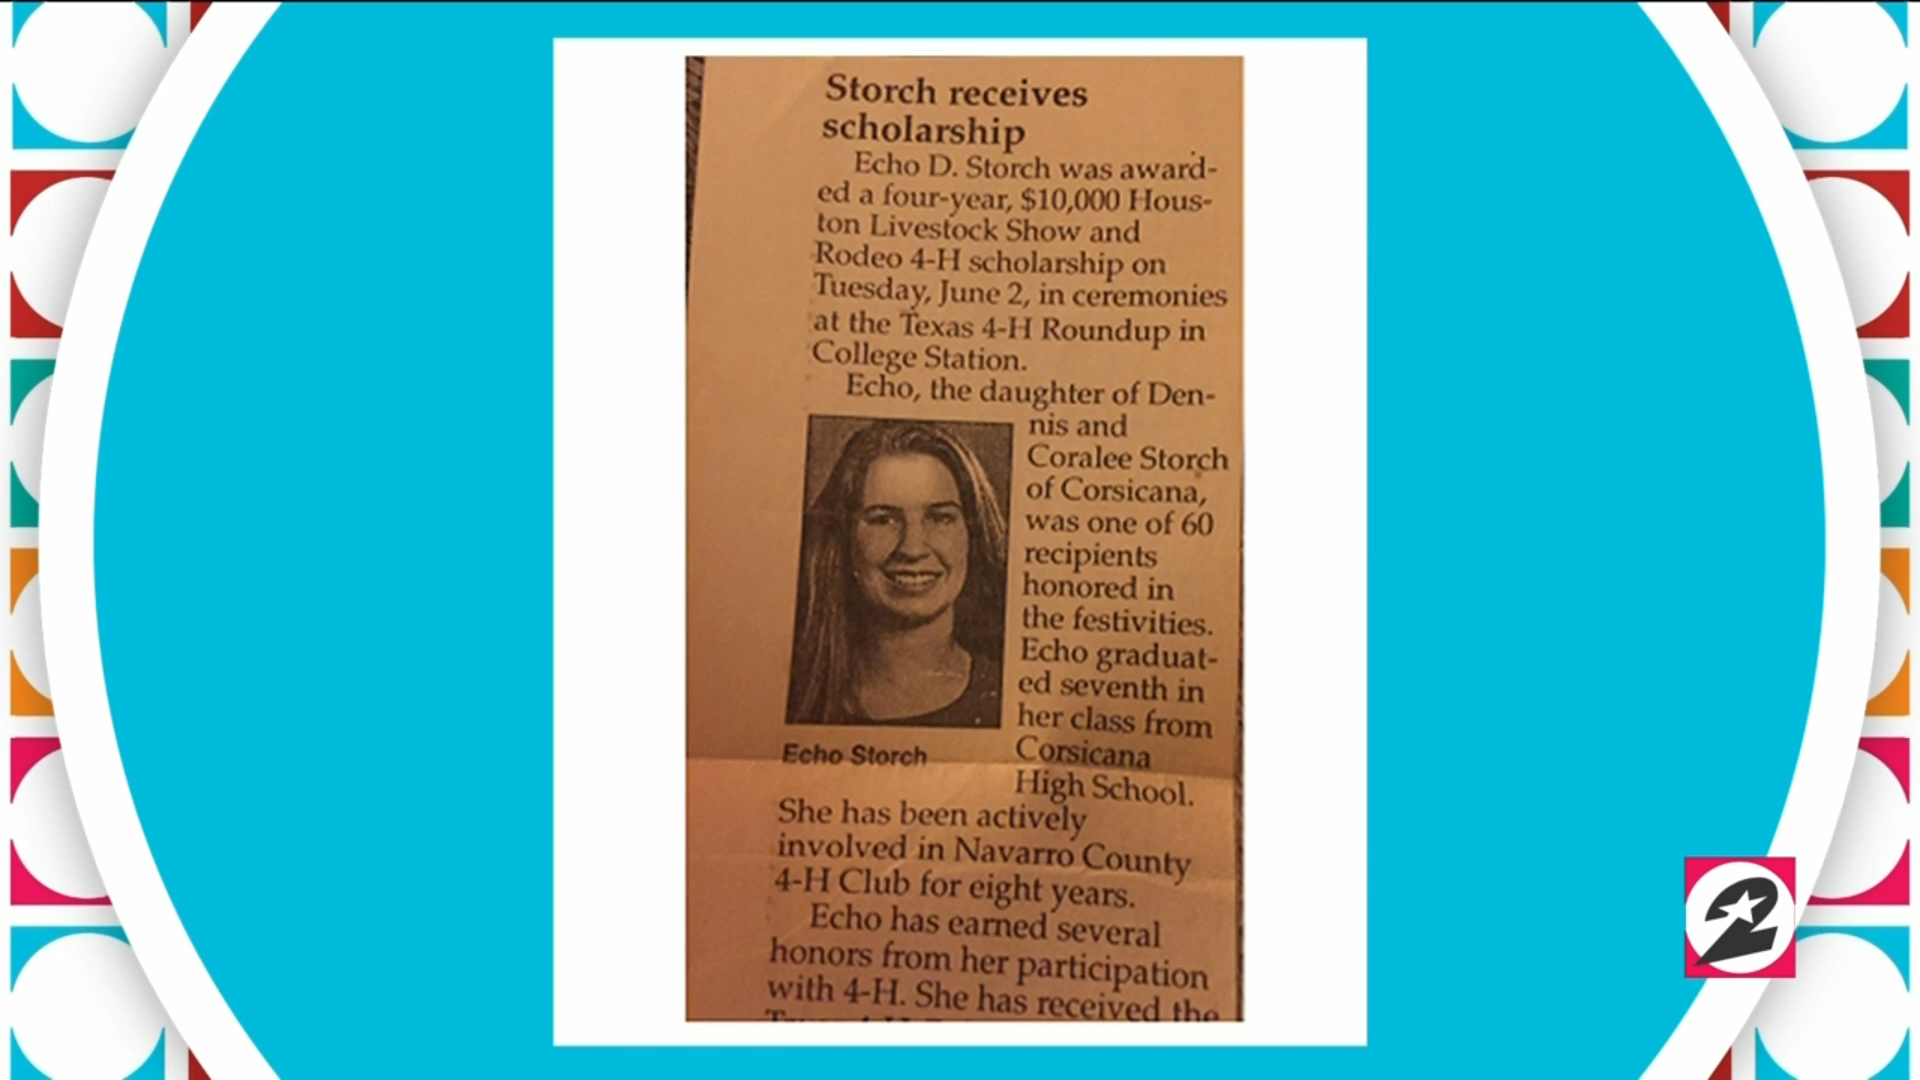 Storch receives
scholarship
Echo D. Storch was award-
ed a four-year, $10,000 Hous-
ton Livestock Show and
Rodeo 4-H scholarship on
Tuesday, June 2, in ceremonies
at the Texas 4-H Roundup in
College Station.
Echo, the daughter of Den-
nis and
Coralee Storch
of Corsicana,
was one of 60
recipients
honored in
the festivities.
Echo graduat-
ed seventh in
her class from
Corsicana
High School.
Echo Storch
She has been actively
involved in Navarro County
4-H Club for eight years.
Echo has earned several
honors from her participation
with 4-H. She has received the
2